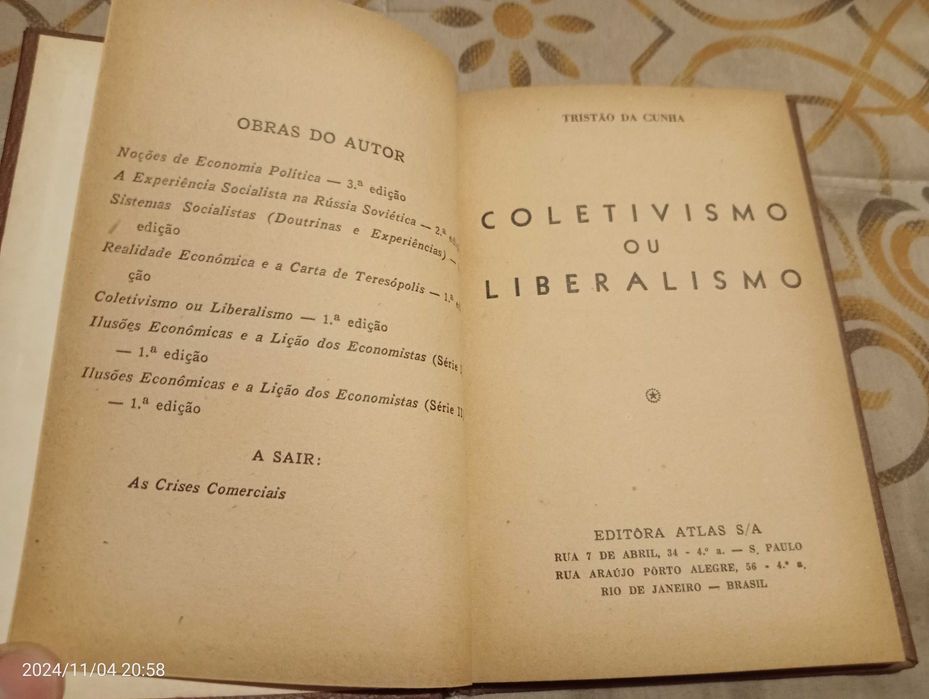 OBRAS DO AUTOR
Noções de Economia Política — 3.ª edição
A Experiência Socialista na Rússia Soviética — 2.ª
Sistemas Socialistas (Doutrinas e Experiências) —
edição
Realidade Econômica e a Carta de Teresópolis — 1.ª
ção
Coletivismo ou Liberalismo — 1.ª edição
Ilusões Econômicas e a Lição dos Economistas (Série
— 1.ª edição
Ilusões Econômicas e a Lição dos Economistas (Série II
— 1.ª edição
A SAIR:
As Crises Comerciais
TRISTÃO DA CUNHA
COLETIVISMO
OU
LIBERALISMO
EDITÔRA ATLAS S/A
RUA 7 DE ABRIL, 34 - 4.º a. — S. PAULO
RUA ARAÚJO PÔRTO ALEGRE, 56 - 4.º a.
RIO DE JANEIRO — BRASIL
2024/11/04 20:58